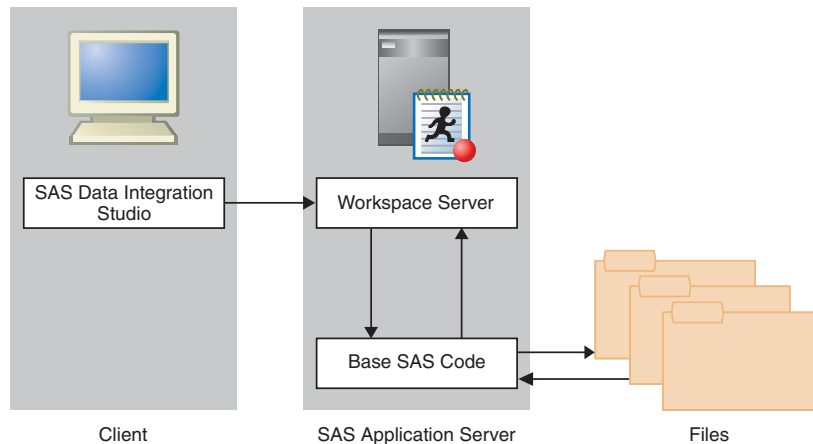 SAS Data Integration
Studio
Workspace Server
Base SAS Code
Client
SAS Application Server
Files